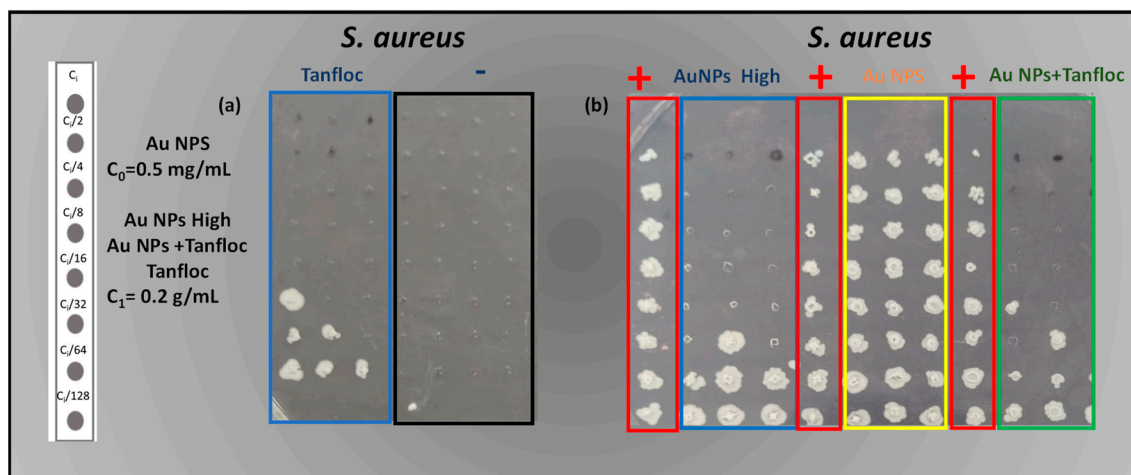 S. aureus
S. aureus
Tanfloc
-
+
AuNPs High
+
Au NPS
+
Au NPs+Tanfloc
(a)
(b)
Cᵢ
Cᵢ/2
Cᵢ/4
Cᵢ/8
Cᵢ/16
Cᵢ/32
Cᵢ/64
Cᵢ/128
Au NPS
C₀=0.5 mg/mL
Au NPs High
Au NPs +Tanfloc
Tanfloc
C₁= 0.2 g/mL